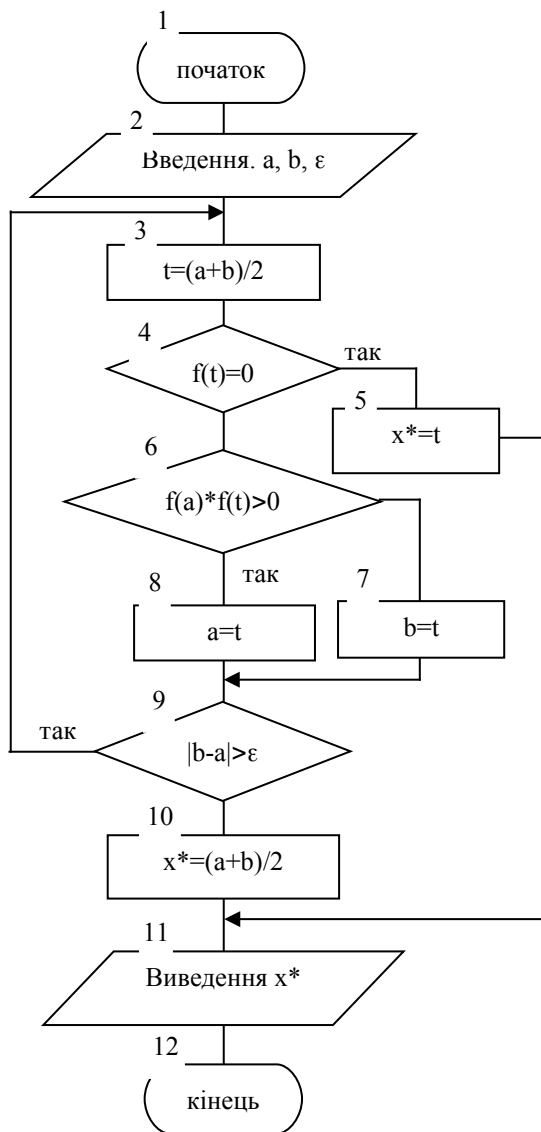 1
початок
2
Введення. a, b, ε
3
t=(a+b)/2
4
f(t)=0
так
5
x*=t
6
f(a)*f(t)>0
так
8
a=t
7
b=t
9
так
|b-a|>ε
10
x*=(a+b)/2
11
Виведення x*
12
кінець